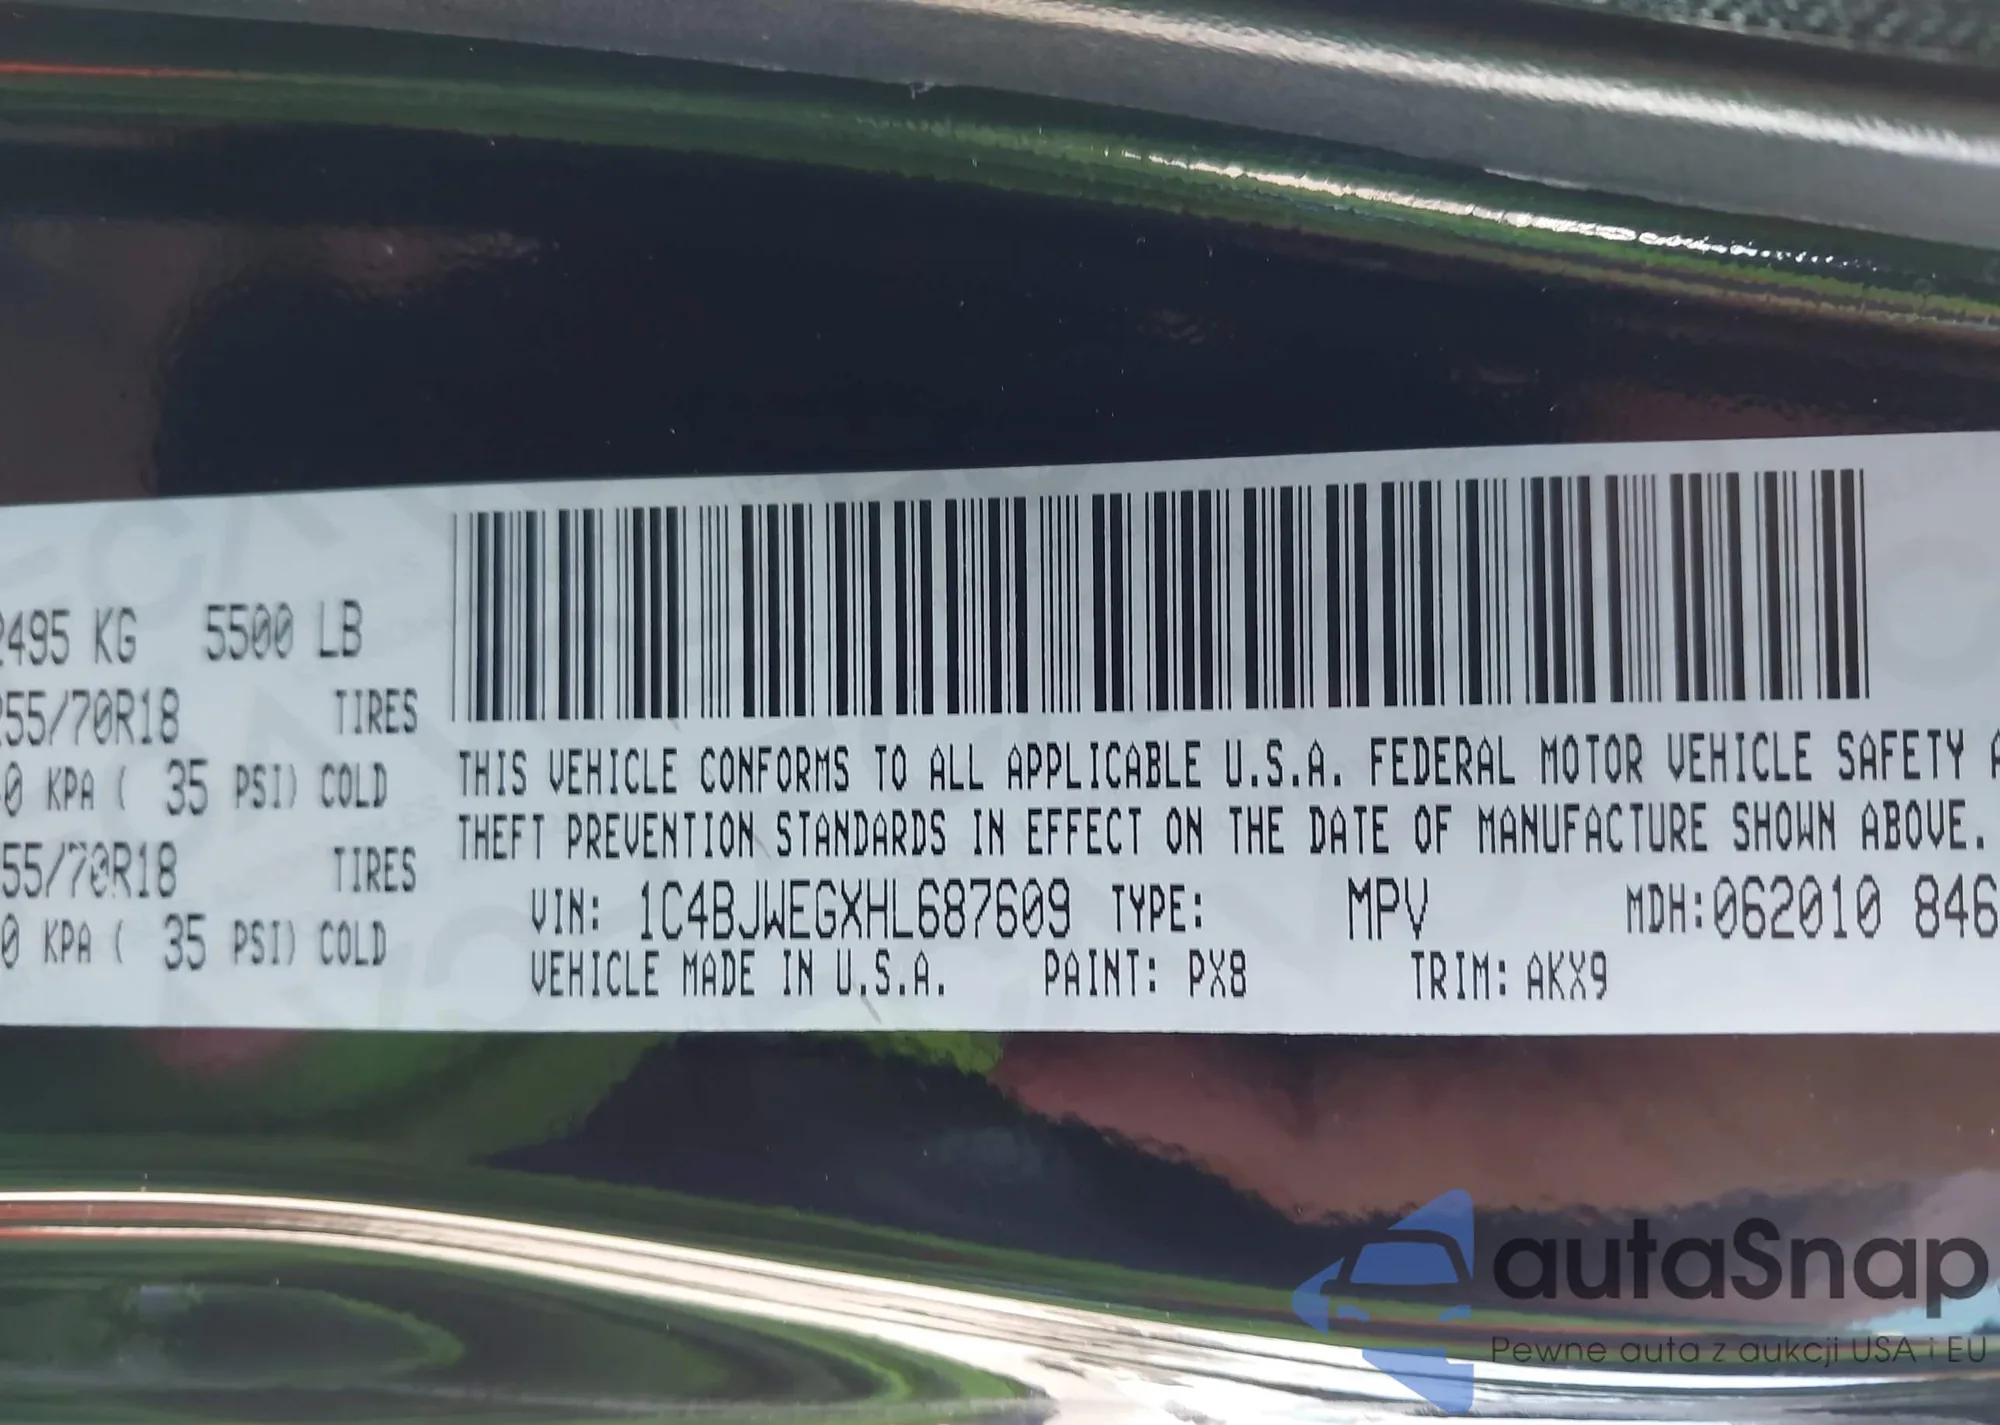 2495 KG 5500 LB
255/70R18 TIRES
0 KPA ( 35 PSI) COLD
55/70R18 TIRES
0 KPA ( 35 PSI) COLD
THIS VEHICLE CONFORMS TO ALL APPLICABLE U.S.A. FEDERAL MOTOR VEHICLE SAFETY A
THEFT PREVENTION STANDARDS IN EFFECT ON THE DATE OF MANUFACTURE SHOWN ABOVE.
VIN: 1C4BJWEGXHL687609 TYPE: MPV MDH:062010 846
VEHICLE MADE IN U.S.A. PAINT: PX8 TRIM: AKX9
autaSnap
Pewne auta z aukcji USA i EU